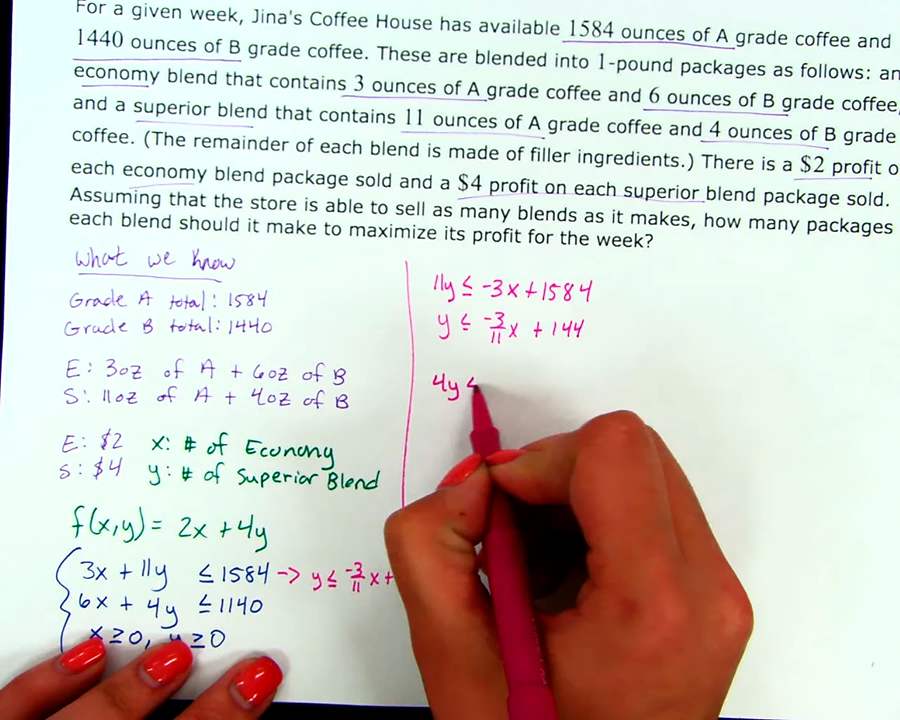 For a given week, Jina's Coffee House has available 1584 ounces of A grade coffee and
1440 ounces of B grade coffee. These are blended into 1-pound packages as follows: an
economy blend that contains 3 ounces of A grade coffee and 6 ounces of B grade coffee,
and a superior blend that contains 11 ounces of A grade coffee and 4 ounces of B grade
coffee. (The remainder of each blend is made of filler ingredients.) There is a $2 profit o
each economy blend package sold and a $4 profit on each superior blend package sold.
Assuming that the store is able to sell as many blends as it makes, how many packages
each blend should it make to maximize its profit for the week?
What we know
Grade A total: 1584
Grade B total: 1440
E: 3oz of A + 6oz of B
S: 11oz of A + 4oz of B
E: $2 x: # of Economy
S: $4 y: # of Superior Blend
f(x,y) = 2x + 4y
3x + 11y ≤ 1584 -> y ≤ -3/11 x +
6x + 4y ≤ 1140
x ≥ 0, y ≥ 0
11y ≤ -3x + 1584
y ≤ -3/11 x + 144
4y ≤